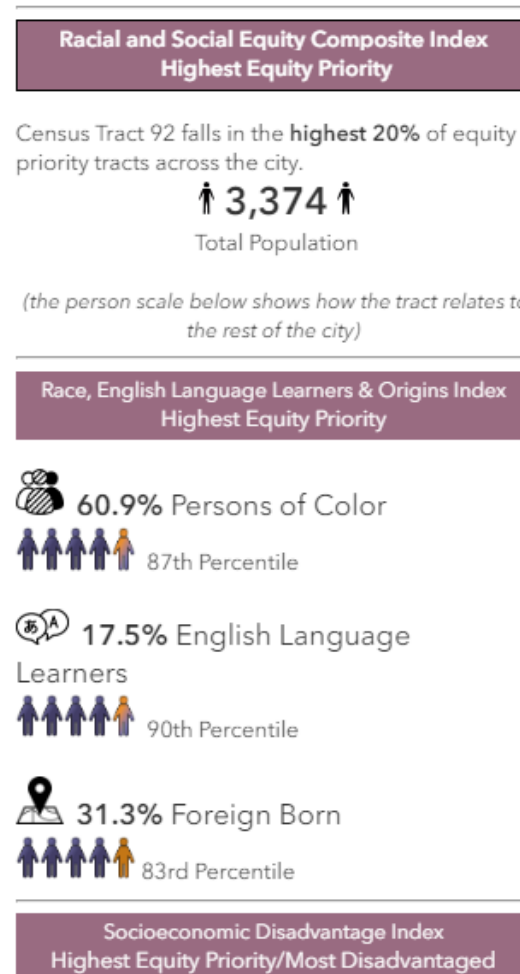 Racial and Social Equity Composite Index
Highest Equity Priority
Census Tract 92 falls in the highest 20% of equity
priority tracts across the city.
3,374
Total Population
(the person scale below shows how the tract relates to
the rest of the city)
Race, English Language Learners & Origins Index
Highest Equity Priority
60.9% Persons of Color
87th Percentile
あ A
17.5% English Language
Learners
90th Percentile
31.3% Foreign Born
83rd Percentile
Socioeconomic Disadvantage Index
Highest Equity Priority/Most Disadvantaged